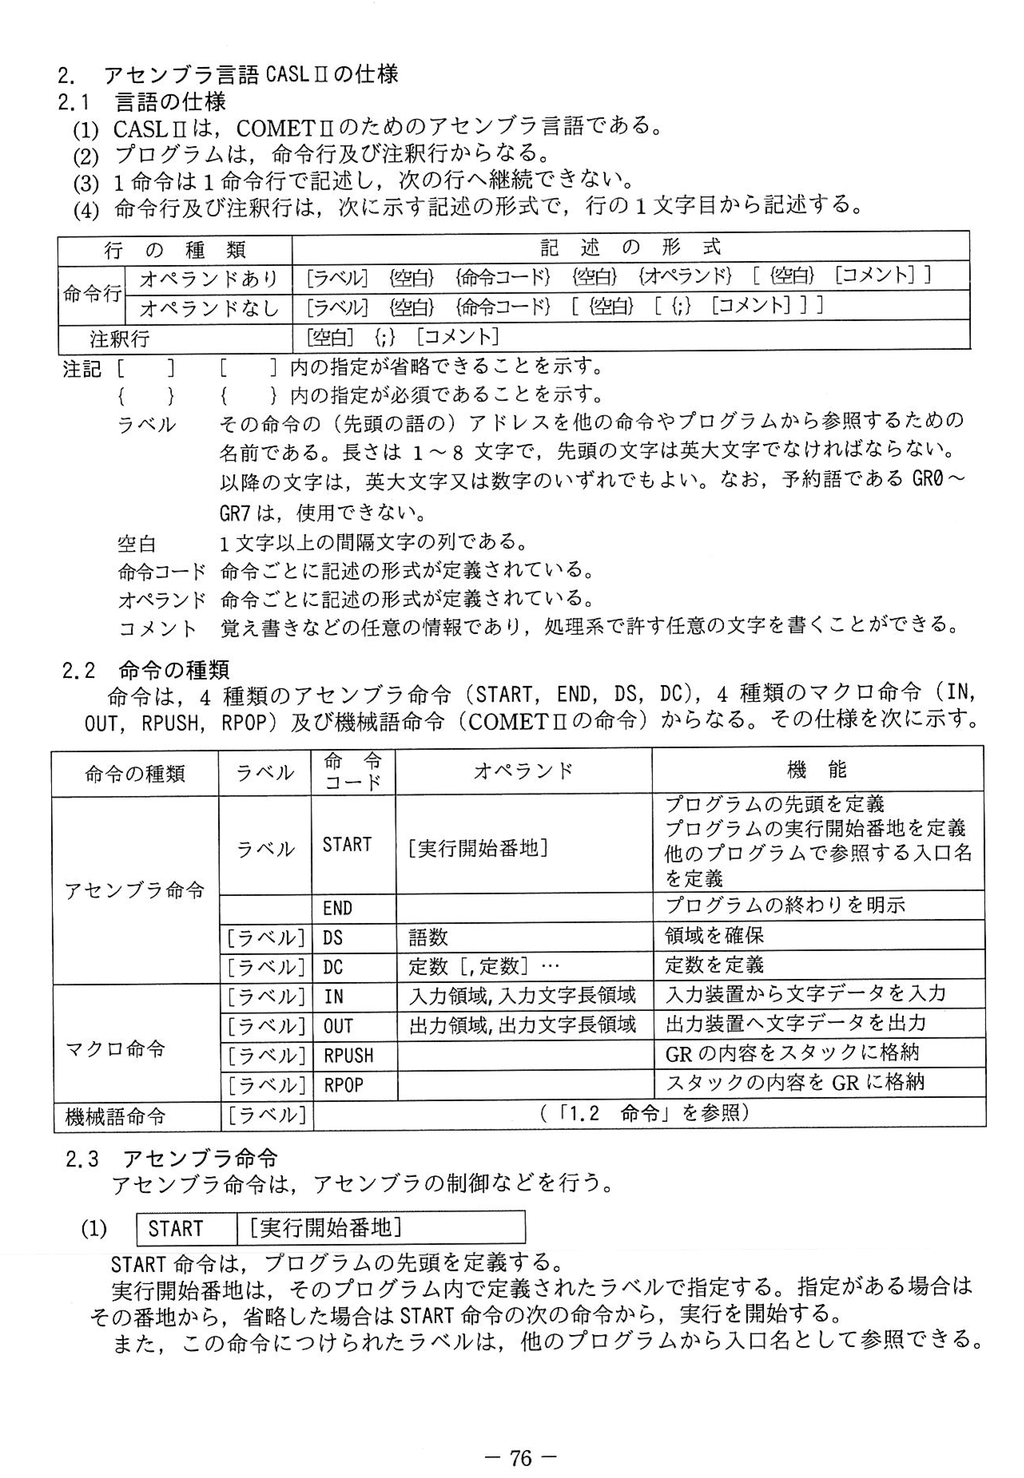 2. アセンブラ言語 CASLⅡの仕様
2.1 言語の仕様
(1) CASLⅡは，COMETⅡのためのアセンブラ言語である。
(2) プログラムは，命令行及び注釈行からなる。
(3) 1 命令は 1 命令行で記述し，次の行へ継続できない。
(4) 命令行及び注釈行は，次に示す記述の形式で，行の 1 文字目から記述する。
行 の 種 類 記 述 の 形 式
命令行 オペランドあり [ラベル] {空白} {命令コード} {空白} {オペランド} [ {空白} [コメント] ]
オペランドなし [ラベル] {空白} {命令コード} [ {空白} [ {;} [コメント] ] ]
注釈行 [空白] {;} [コメント]
注記 [ ] [ ] 内の指定が省略できることを示す。
{ } { } 内の指定が必須であることを示す。
ラベル その命令の（先頭の語の）アドレスを他の命令やプログラムから参照するための
名前である。長さは 1～8 文字で，先頭の文字は英大文字でなければならない。
以降の文字は，英大文字又は数字のいずれでもよい。なお，予約語である GR0～
GR7 は，使用できない。
空白 1 文字以上の間隔文字の列である。
命令コード 命令ごとに記述の形式が定義されている。
オペランド 命令ごとに記述の形式が定義されている。
コメント 覚え書きなどの任意の情報であり，処理系で許す任意の文字を書くことができる。
2.2 命令の種類
命令は，4 種類のアセンブラ命令（START, END, DS, DC），4 種類のマクロ命令（IN,
OUT, RPUSH, RPOP）及び機械語命令（COMETⅡの命令）からなる。その仕様を次に示す。
命令の種類 ラベル 命 令 コード オペランド 機 能
アセンブラ命令 ラベル START [実行開始番地] プログラムの先頭を定義
プログラムの実行開始番地を定義
他のプログラムで参照する入口名
を定義
END プログラムの終わりを明示
[ラベル] DS 語数 領域を確保
[ラベル] DC 定数 [,定数] … 定数を定義
マクロ命令 [ラベル] IN 入力領域,入力文字長領域 入力装置から文字データを入力
[ラベル] OUT 出力領域,出力文字長領域 出力装置へ文字データを出力
[ラベル] RPUSH GR の内容をスタックに格納
[ラベル] RPOP スタックの内容を GR に格納
機械語命令 [ラベル] （「1.2 命令」を参照）
2.3 アセンブラ命令
アセンブラ命令は，アセンブラの制御などを行う。
(1) START [実行開始番地]
START 命令は，プログラムの先頭を定義する。
実行開始番地は，そのプログラム内で定義されたラベルで指定する。指定がある場合は
その番地から，省略した場合は START 命令の次の命令から，実行を開始する。
また，この命令につけられたラベルは，他のプログラムから入口名として参照できる。
－ 76 －